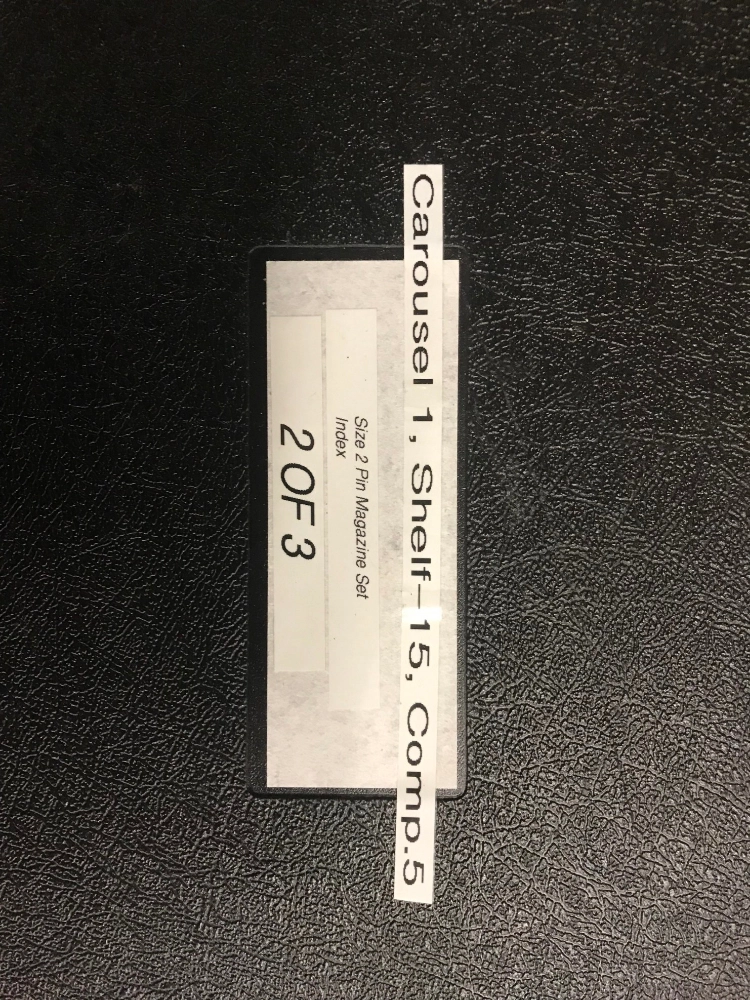 Carousel 1, Shelf-15, Comp.5
Size 2 Pin Magazine Set
Index
2 OF 3